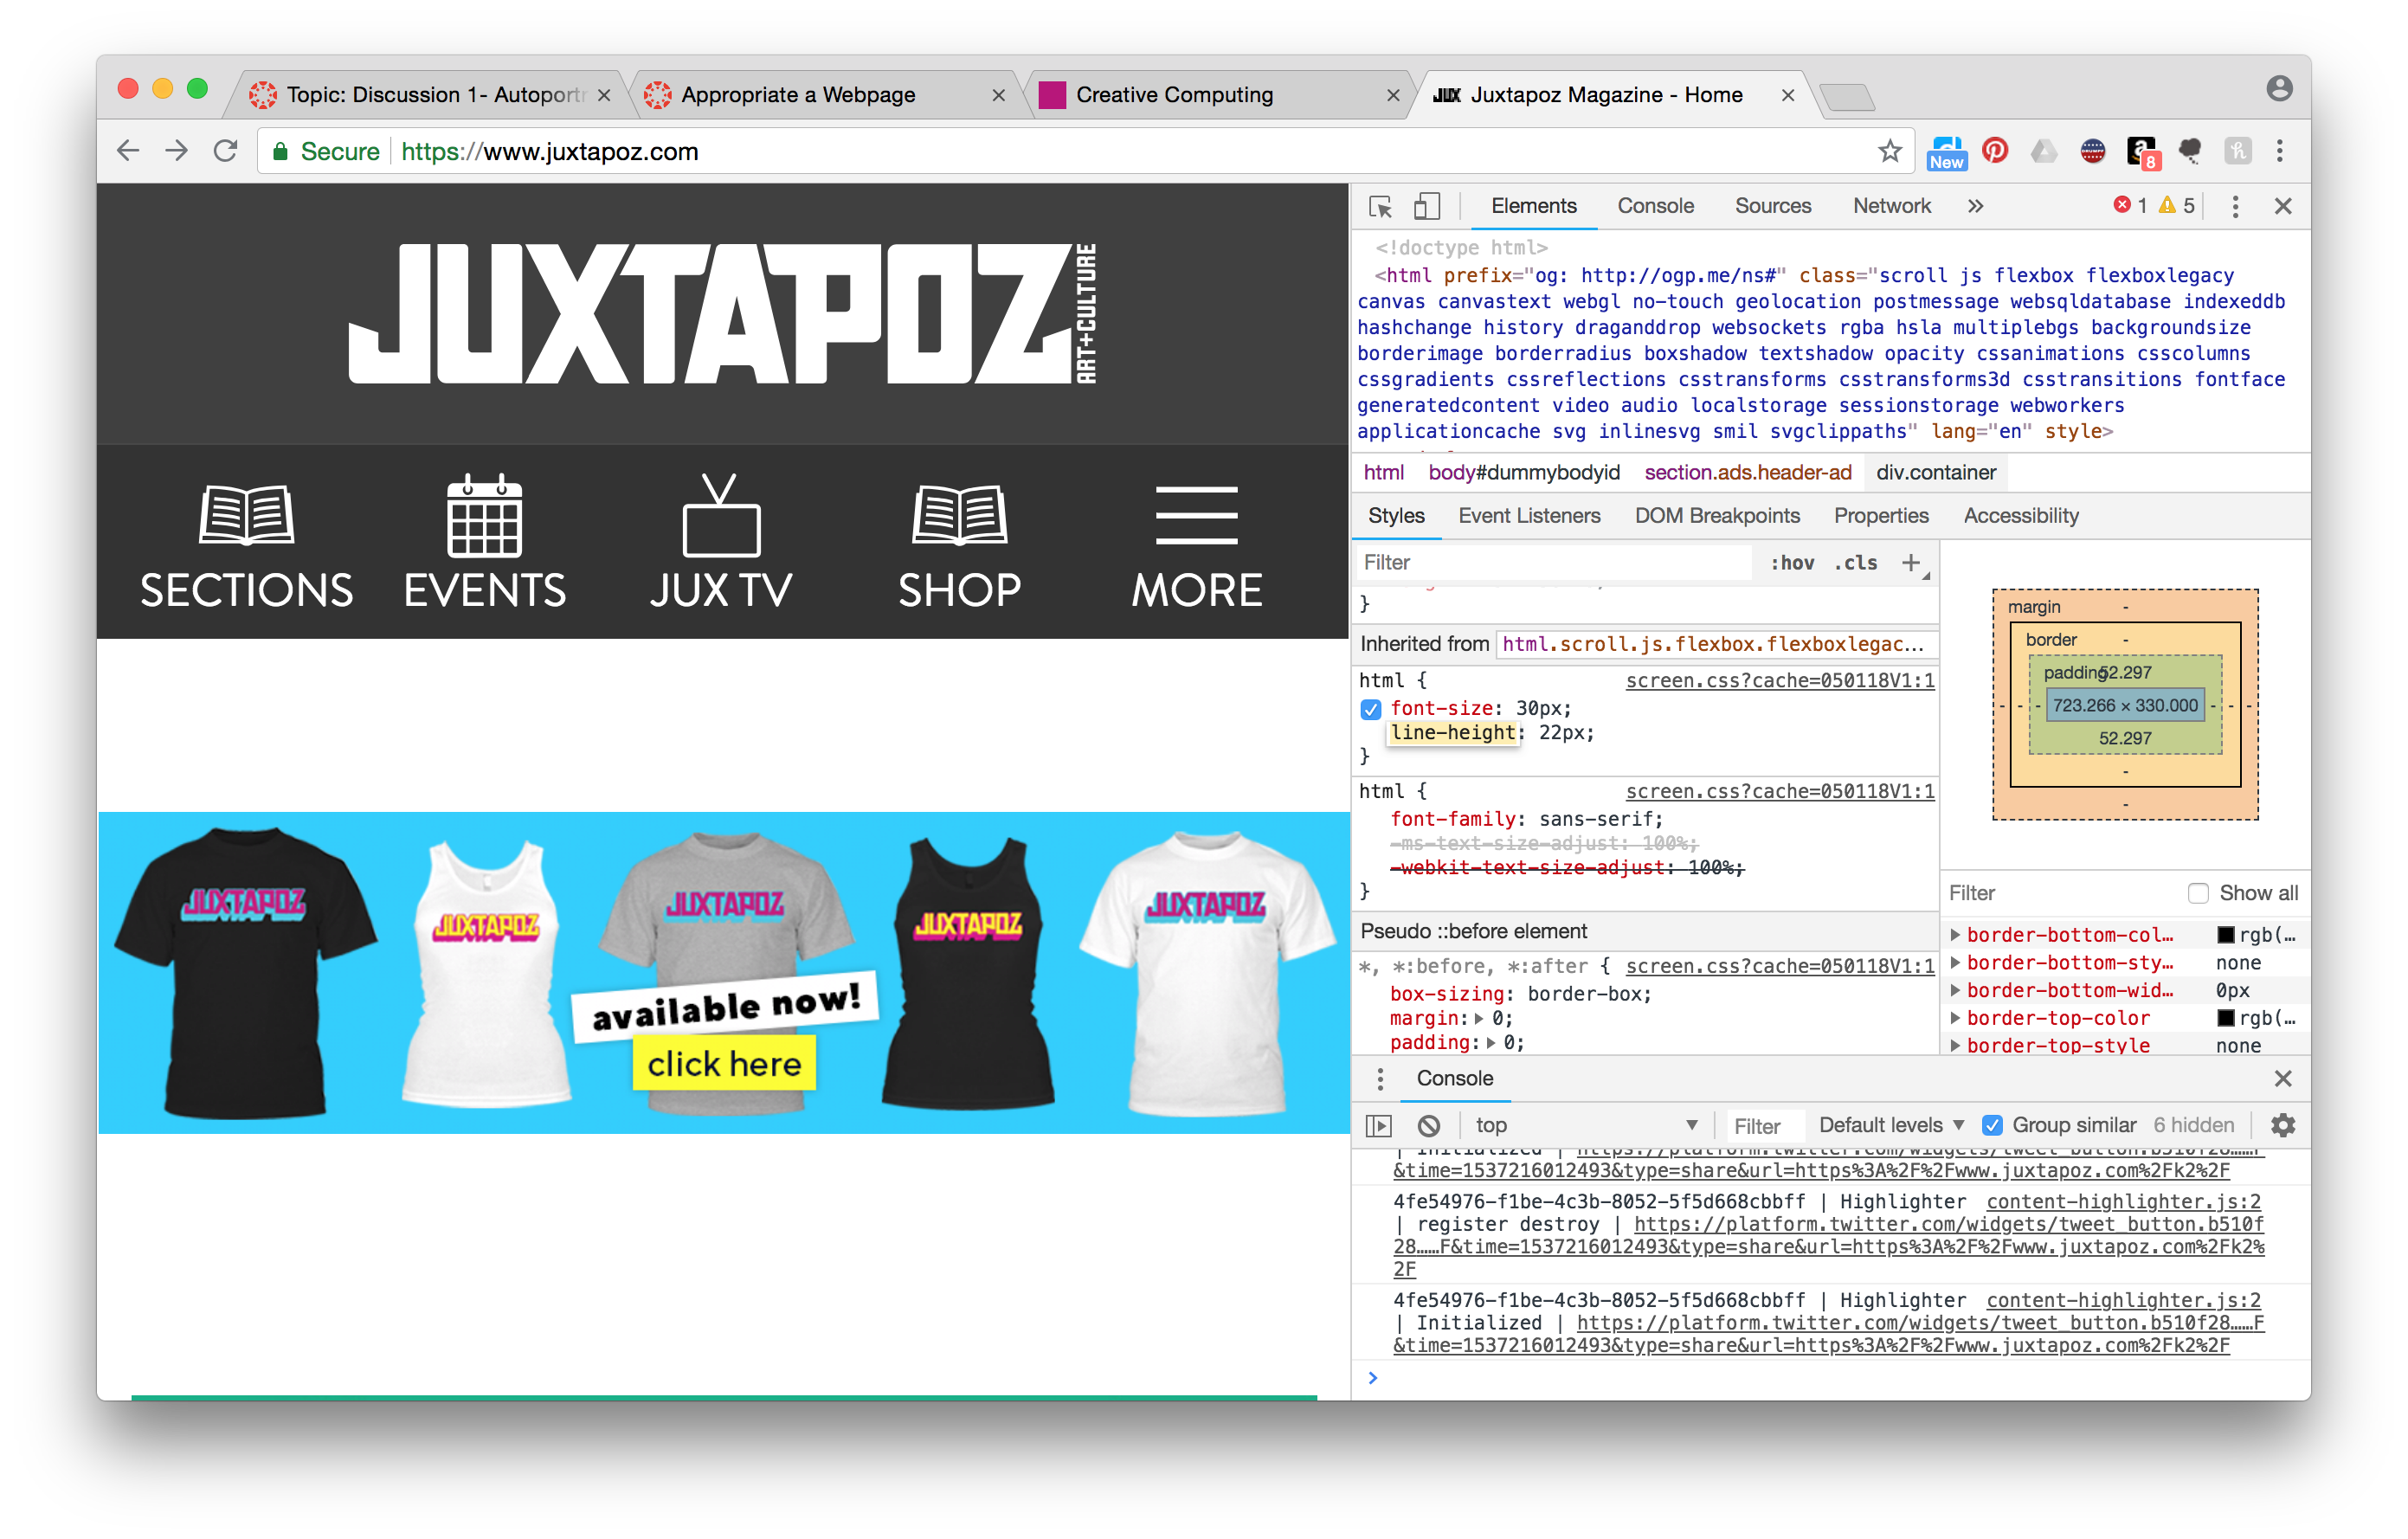 Topic: Discussion 1- Autoportr
Appropriate a Webpage
Creative Computing
JUX Juxtapoz Magazine - Home
Secure https://www.juxtapoz.com
New
8
JUXTAPOZ
ART+CULTURE
SECTIONS EVENTS JUX TV SHOP MORE
JUXTAPOZ JUXTAPOZ JUXTAPOZ JUXTAPOZ JUXTAPOZ
available now!
click here
Elements Console Sources Network » 1 5
<!doctype html>
<html prefix="og: http://ogp.me/ns#" class="scroll js flexbox flexboxlegacy
canvas canvastext webgl no-touch geolocation postmessage websqldatabase indexeddb
hashchange history draganddrop websockets rgba hsla multiplebgs backgroundsize
borderimage borderradius boxshadow textshadow opacity cssanimations csscolumns
cssgradients cssreflections csstransforms csstransforms3d csstransitions fontface
generatedcontent video audio localstorage sessionstorage webworkers
applicationcache svg inlinesvg smil svgclippaths" lang="en" style>
html body#dummybodyid section.ads.header-ad div.container
Styles Event Listeners DOM Breakpoints Properties Accessibility
Filter :hov .cls +
}
Inherited from html.scroll.js.flexbox.flexboxlegac…
html { screen.css?cache=050118V1:1
font-size: 30px;
line-height: 22px;
}
html { screen.css?cache=050118V1:1
font-family: sans-serif;
-ms-text-size-adjust: 100%;
-webkit-text-size-adjust: 100%;
}
Pseudo ::before element
*, *:before, *:after { screen.css?cache=050118V1:1
box-sizing: border-box;
margin: 0;
padding: 0;
margin -
border -
padding 52.297
- - - 723.266 × 330.000 - - -
52.297
-
-
Filter Show all
border-bottom-col… rgb(…
border-bottom-sty… none
border-bottom-wid… 0px
border-top-color rgb(…
border-top-style none
Console
top Filter Default levels Group similar 6 hidden
| Initialized | https://platform.twitter.com/widgets/tweet_button.b510f28……F
&time=1537216012493&type=share&url=https%3A%2F%2Fwww.juxtapoz.com%2Fk2%2F
4fe54976-f1be-4c3b-8052-5f5d668cbbff | Highlighter content-highlighter.js:2
| register destroy | https://platform.twitter.com/widgets/tweet_button.b510f
28……F&time=1537216012493&type=share&url=https%3A%2F%2Fwww.juxtapoz.com%2Fk2%
2F
4fe54976-f1be-4c3b-8052-5f5d668cbbff | Highlighter content-highlighter.js:2
| Initialized | https://platform.twitter.com/widgets/tweet_button.b510f28……F
&time=1537216012493&type=share&url=https%3A%2F%2Fwww.juxtapoz.com%2Fk2%2F
>